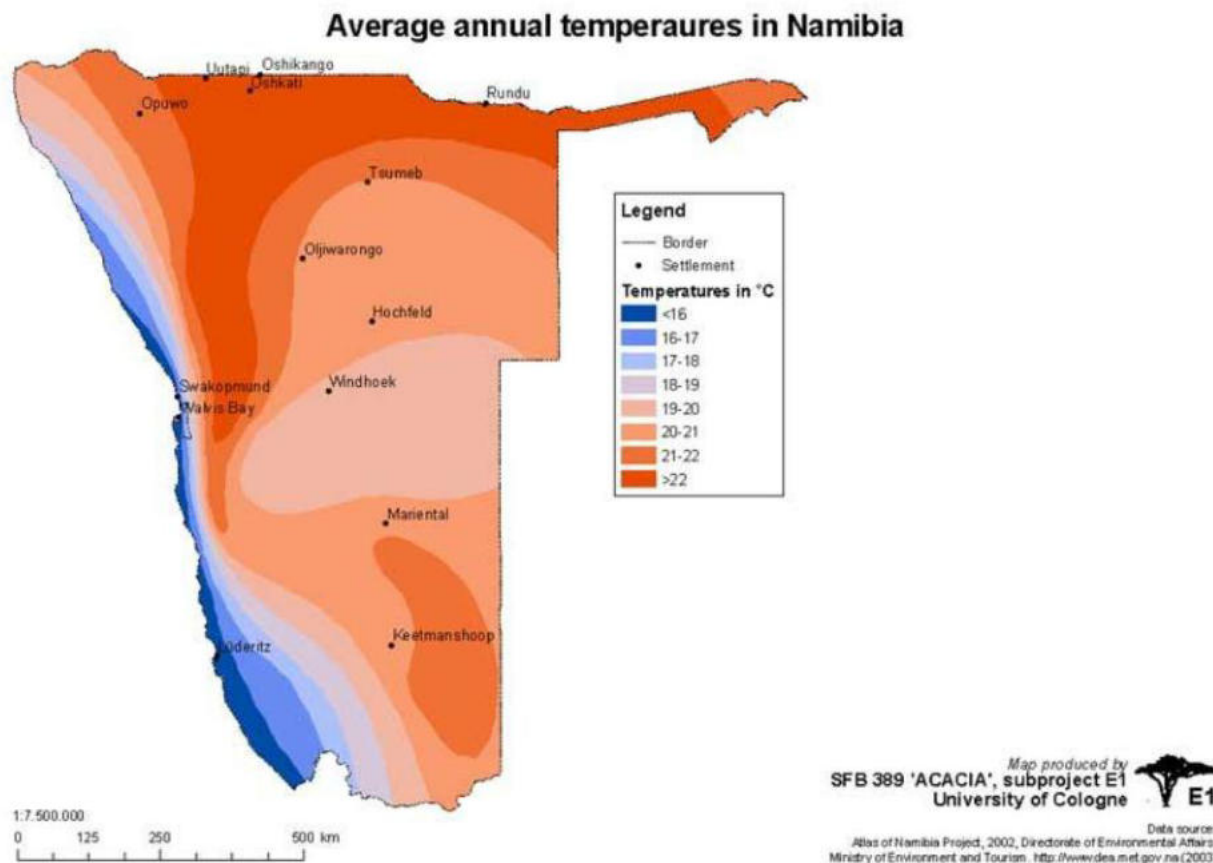 Average annual temperaures in Namibia
Oshikango
Uutapi
Oshkati
Opuwo
Rundu
Tsumeb
Oljiwarongo
Hochfeld
Windhoek
Swakopmund
Walvis Bay
Mariental
Keetmanshoop
Lüderitz
Legend
Border
Settlement
Temperatures in °C
<16
16-17
17-18
18-19
19-20
20-21
21-22
>22
1:7.500.000
0 125 250 500 km
Map produced by
SFB 389 'ACACIA', subproject E1
University of Cologne
E1
Data source
Atlas of Namibia Project, 2002, Directorate of Environmental Affairs
Ministry of Environment and Tourism. http://www.dea.met.gov.na (2002